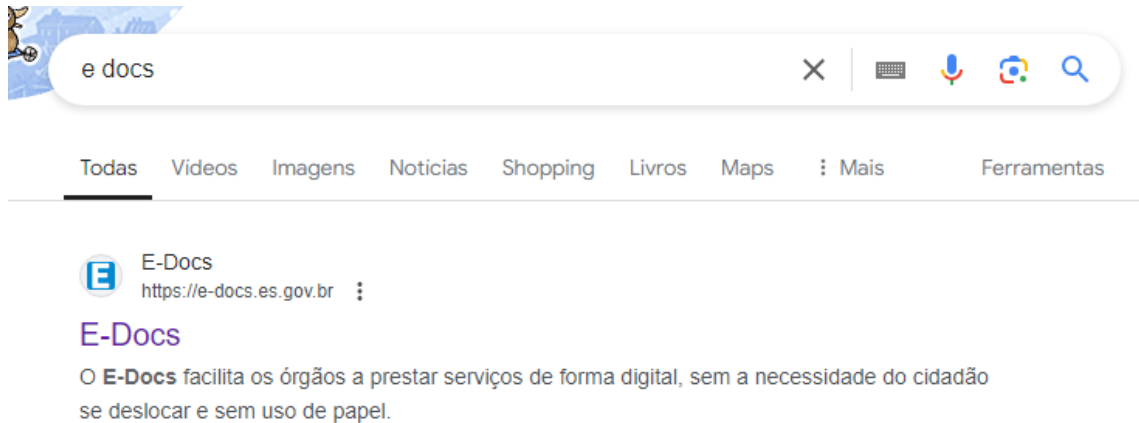 e docs
Todas Vídeos Imagens Notícias Shopping Livros Maps Mais Ferramentas
E
E-Docs
https://e-docs.es.gov.br
E-Docs
O E-Docs facilita os órgãos a prestar serviços de forma digital, sem a necessidade do cidadão
se deslocar e sem uso de papel.